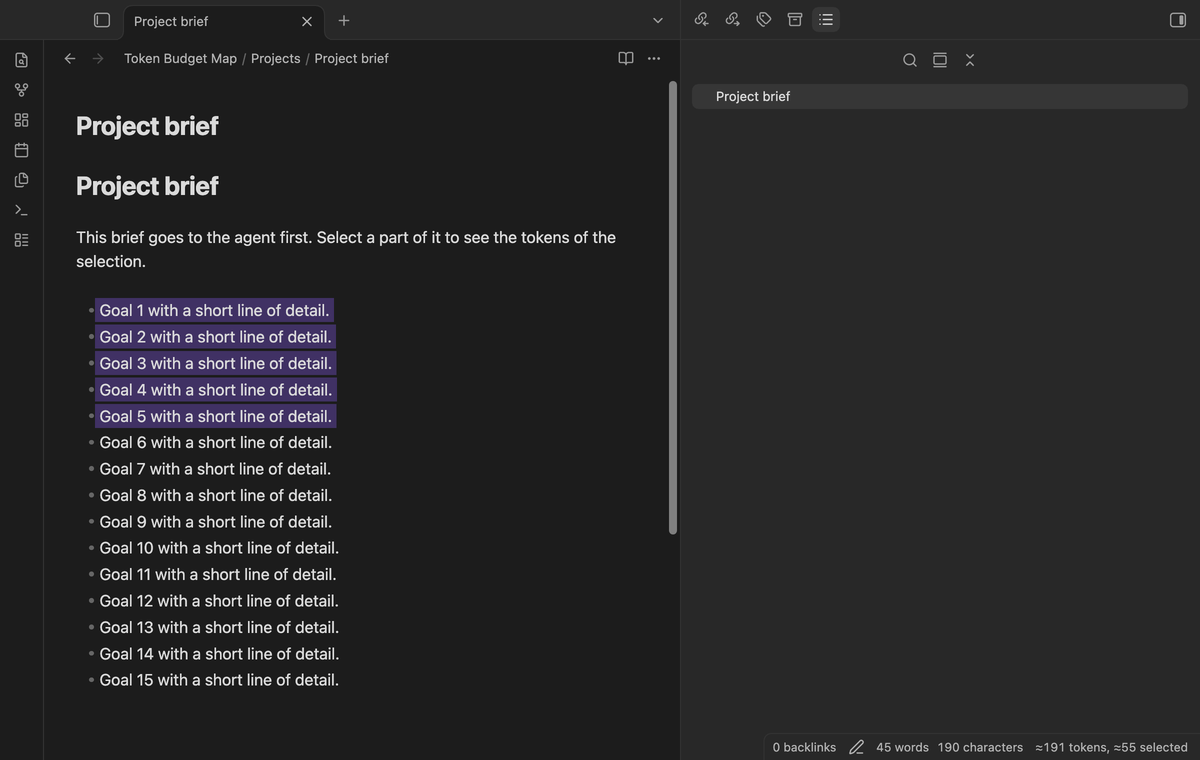 Project brief
Token Budget Map / Projects / Project brief
Project brief
Project brief
Project brief
This brief goes to the agent first. Select a part of it to see the tokens of the
selection.
Goal 1 with a short line of detail.
Goal 2 with a short line of detail.
Goal 3 with a short line of detail.
Goal 4 with a short line of detail.
Goal 5 with a short line of detail.
Goal 6 with a short line of detail.
Goal 7 with a short line of detail.
Goal 8 with a short line of detail.
Goal 9 with a short line of detail.
Goal 10 with a short line of detail.
Goal 11 with a short line of detail.
Goal 12 with a short line of detail.
Goal 13 with a short line of detail.
Goal 14 with a short line of detail.
Goal 15 with a short line of detail.
0 backlinks 45 words 190 characters ≈191 tokens, ≈55 selected